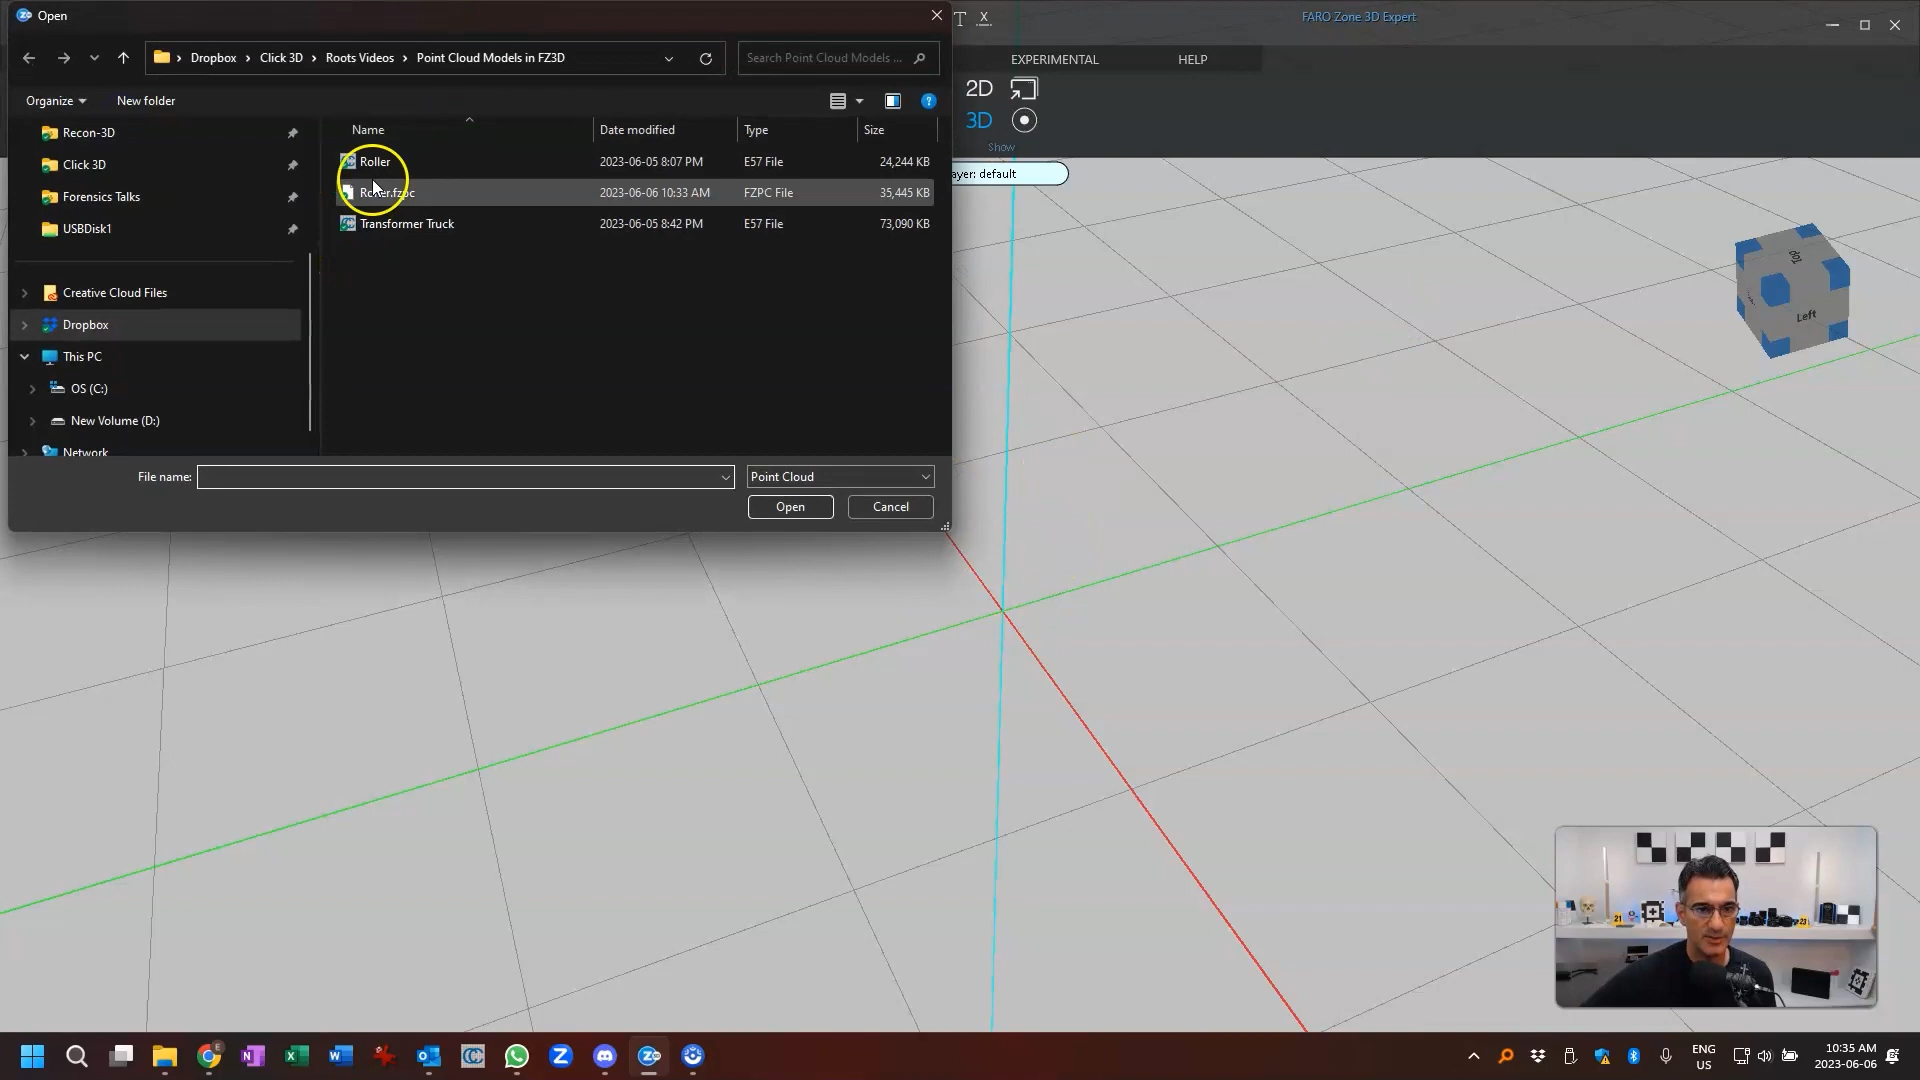 Open
FARO Zone 3D Expert
Dropbox > Click 3D > Roots Videos > Point Cloud Models in FZ3D
Search Point Cloud Models ...
EXPERIMENTAL HELP
Organize New folder
2D
3D
Show
Name Date modified Type Size
Recon-3D
Click 3D
Forensics Talks
USBDisk1
Creative Cloud Files
Dropbox
This PC
OS (C:)
New Volume (D:)
Network
Roller 2023-06-05 8:07 PM E57 File 24,244 KB
Roller.fzpc 2023-06-06 10:33 AM FZPC File 35,445 KB
Transformer Truck 2023-06-05 8:42 PM E57 File 73,090 KB
ayer: default
Top
Left
File name: Point Cloud
Open Cancel
21
23
ENG
US
10:35 AM
2023-06-06